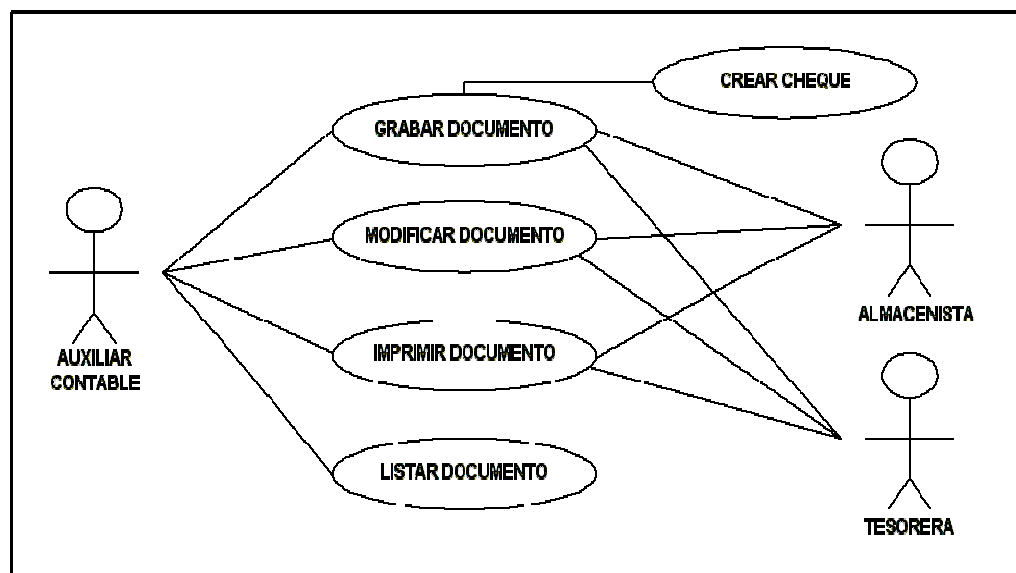 CREAR CHEQUE
GRABAR DOCUMENTO
MODIFICAR DOCUMENTO
ALMACENISTA
IMPRIMIR DOCUMENTO
AUXILIAR
CONTABLE
LISTAR DOCUMENTO
TESORERA